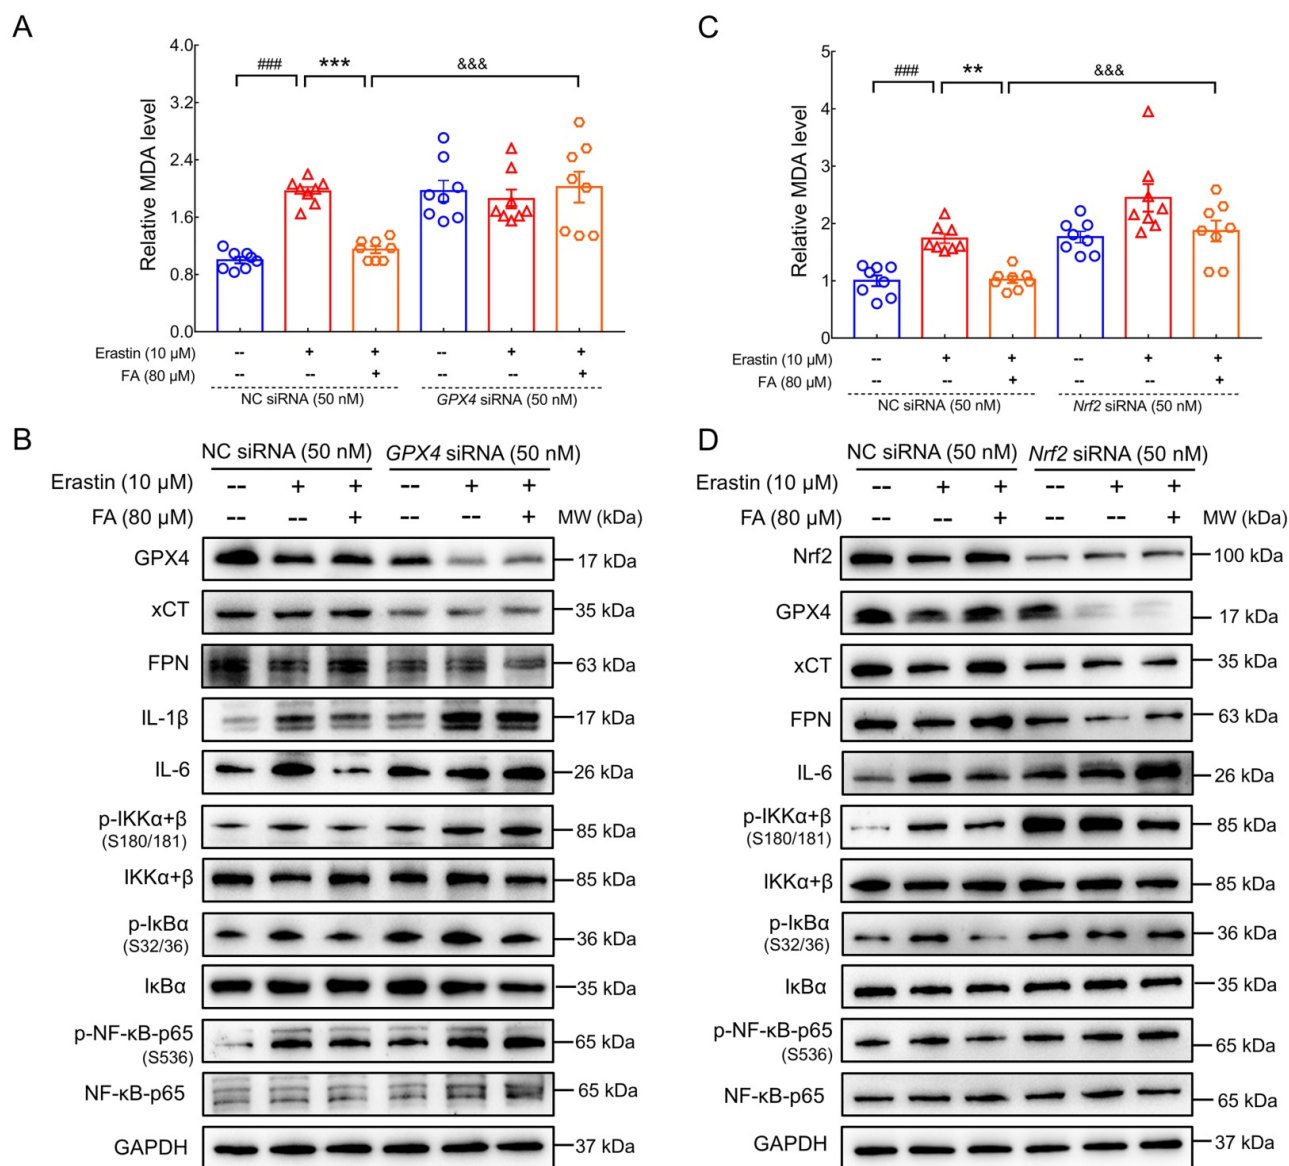 A
Relative MDA level
4.0
3.2
2.4
1.6
0.8
0.0
### *** &&&
Erastin (10 μM) -- + + -- + +
FA (80 μM) -- -- + -- -- +
NC siRNA (50 nM) GPX4 siRNA (50 nM)
C
Relative MDA level
5
4
3
2
1
0
### ** &&&
Erastin (10 μM) -- + + -- + +
FA (80 μM) -- -- + -- -- +
NC siRNA (50 nM) Nrf2 siRNA (50 nM)
B
NC siRNA (50 nM) GPX4 siRNA (50 nM)
Erastin (10 μM) -- + + -- + +
FA (80 μM) -- -- + -- -- + MW (kDa)
GPX4 17 kDa
xCT 35 kDa
FPN 63 kDa
IL-1β 17 kDa
IL-6 26 kDa
p-IKKα+β 85 kDa
(S180/181)
IKKα+β 85 kDa
p-IκBα 36 kDa
(S32/36)
IκBα 35 kDa
p-NF-κB-p65 65 kDa
(S536)
NF-κB-p65 65 kDa
GAPDH 37 kDa
D
NC siRNA (50 nM) Nrf2 siRNA (50 nM)
Erastin (10 μM) -- + + -- + +
FA (80 μM) -- -- + -- -- + MW (kDa)
Nrf2 100 kDa
GPX4 17 kDa
xCT 35 kDa
FPN 63 kDa
IL-6 26 kDa
p-IKKα+β 85 kDa
(S180/181)
IKKα+β 85 kDa
p-IκBα 36 kDa
(S32/36)
IκBα 35 kDa
p-NF-κB-p65 65 kDa
(S536)
NF-κB-p65 65 kDa
GAPDH 37 kDa